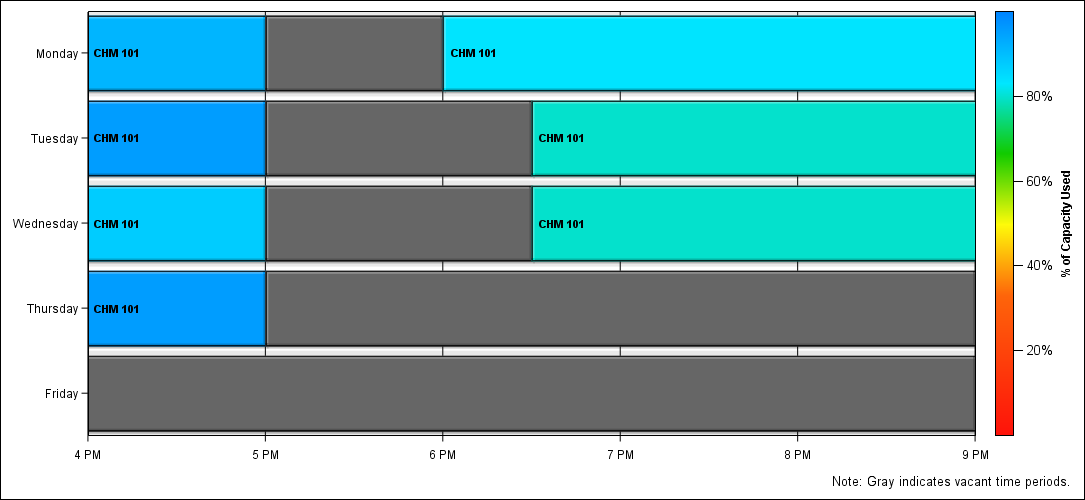 Monday
CHM 101
CHM 101
Tuesday
CHM 101
CHM 101
Wednesday
CHM 101
CHM 101
Thursday
CHM 101
Friday
4 PM
5 PM
6 PM
7 PM
8 PM
9 PM
80%
60%
40%
20%
% of Capacity Used
Note: Gray indicates vacant time periods.